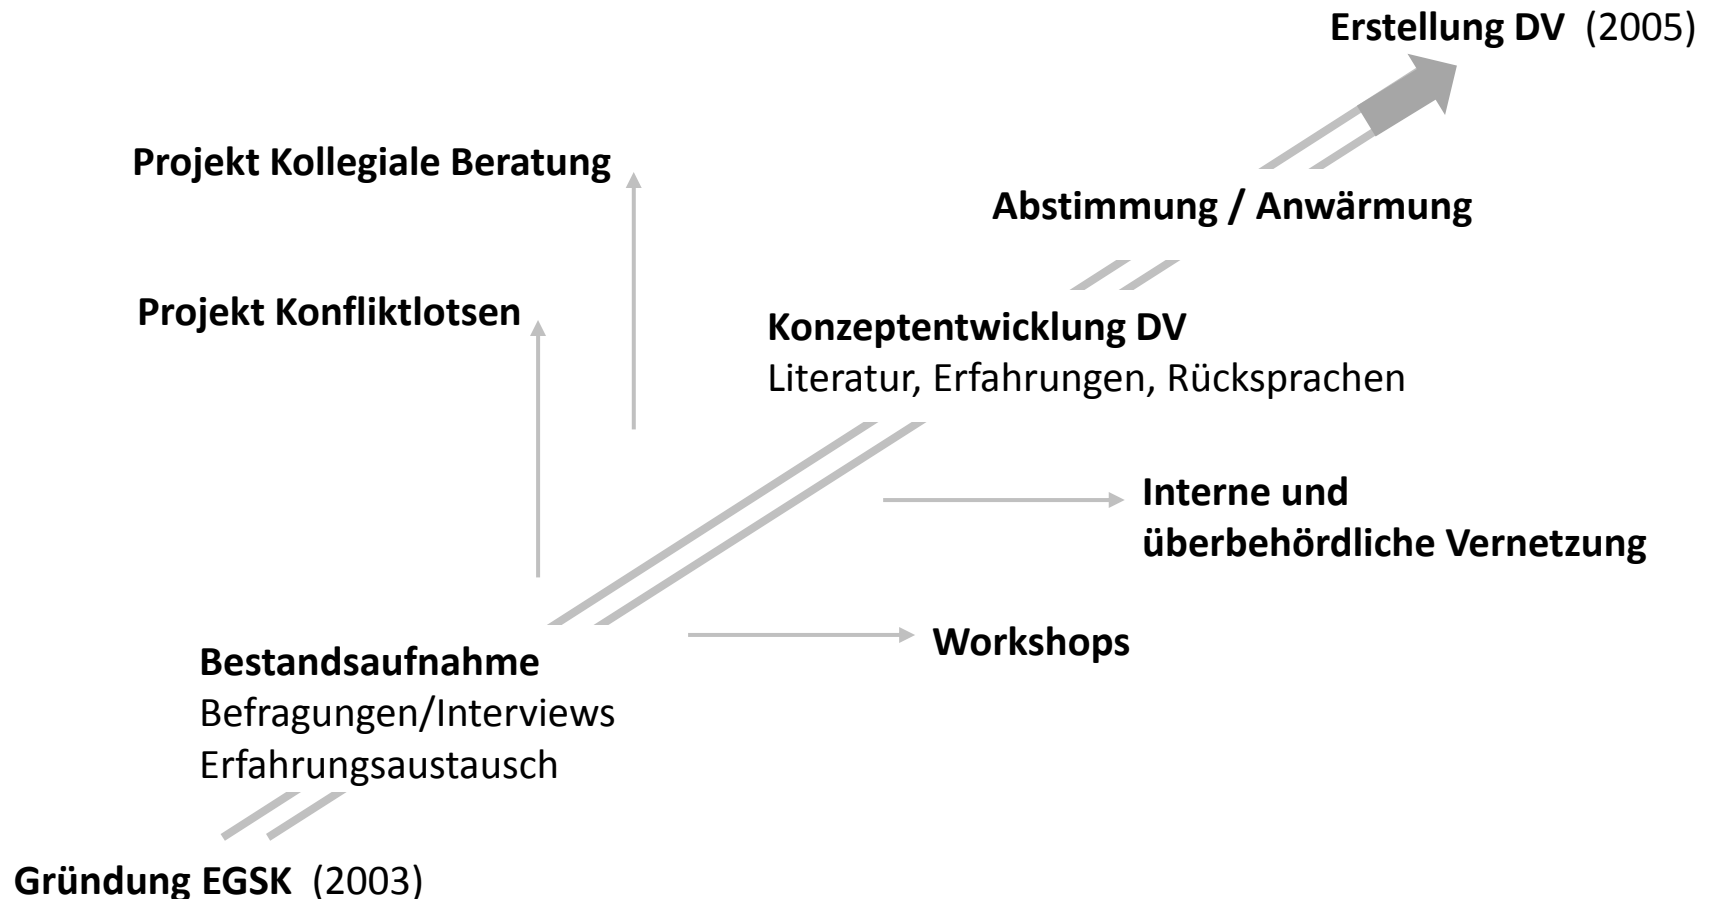 Erstellung DV (2005)
Projekt Kollegiale Beratung
Abstimmung / Anwärmung
Projekt Konfliktlotsen
Konzeptentwicklung DV
Literatur, Erfahrungen, Rücksprachen
Interne und
überbehördliche Vernetzung
Workshops
Bestandsaufnahme
Befragungen/Interviews
Erfahrungsaustausch
Gründung EGSK (2003)